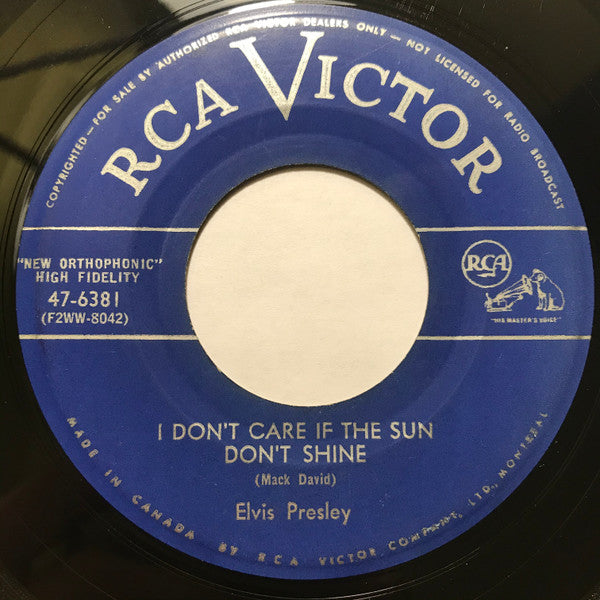 COPYRIGHTED — FOR SALE BY AUTHORIZED RCA VICTOR DEALERS ONLY — NOT LICENSED FOR RADIO BROADCAST
RCA VICTOR
"NEW ORTHOPHONIC"
HIGH FIDELITY
47-6381
(F2WW-8042)
RCA
"HIS MASTER'S VOICE"
I DON'T CARE IF THE SUN
DON'T SHINE
(Mack David)
Elvis Presley
MADE IN CANADA BY RCA VICTOR COMPANY, LTD., MONTREAL